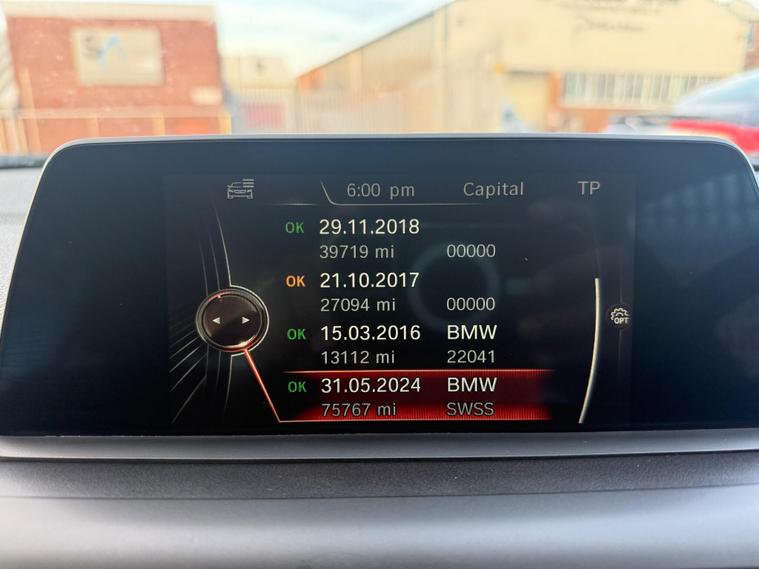 SA
6:00 pm Capital TP
OK 29.11.2018
39719 mi 00000
OK 21.10.2017
27094 mi 00000
OPT
OK 15.03.2016 BMW
13112 mi 22041
OK 31.05.2024 BMW
75767 mi SWSS